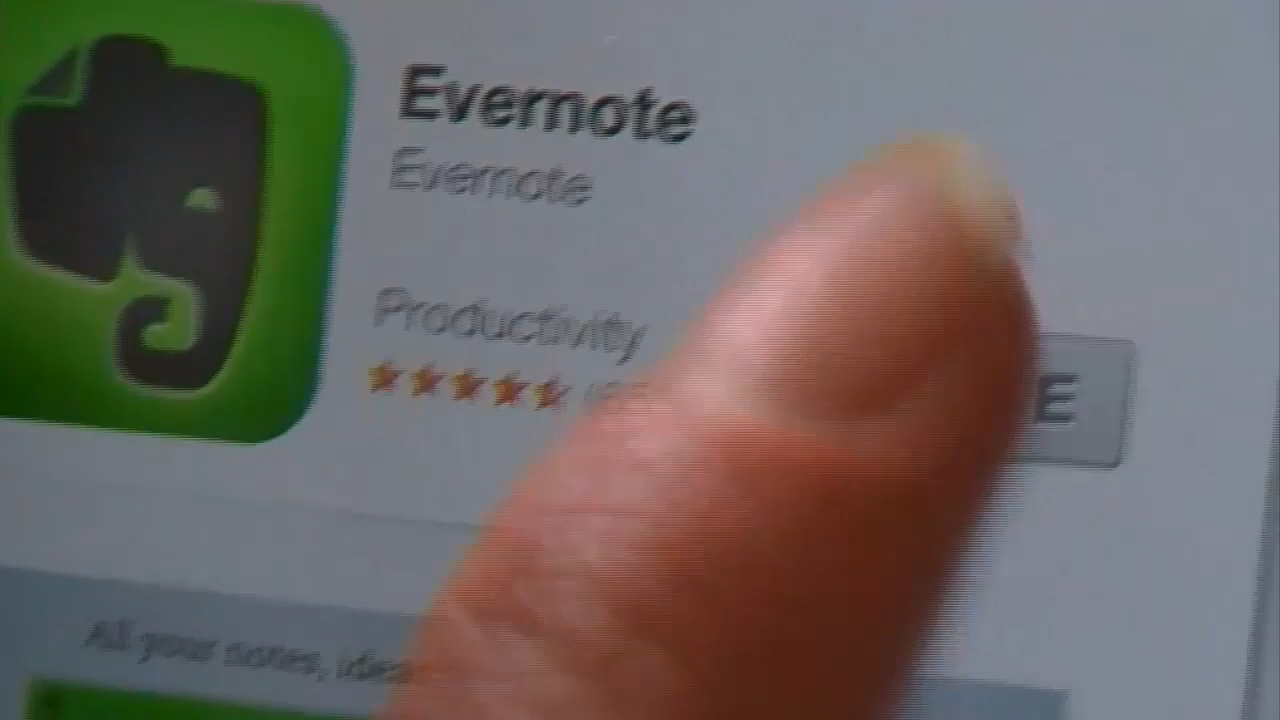 Evernote
Evernote
Productivity
E
All your notes, idea